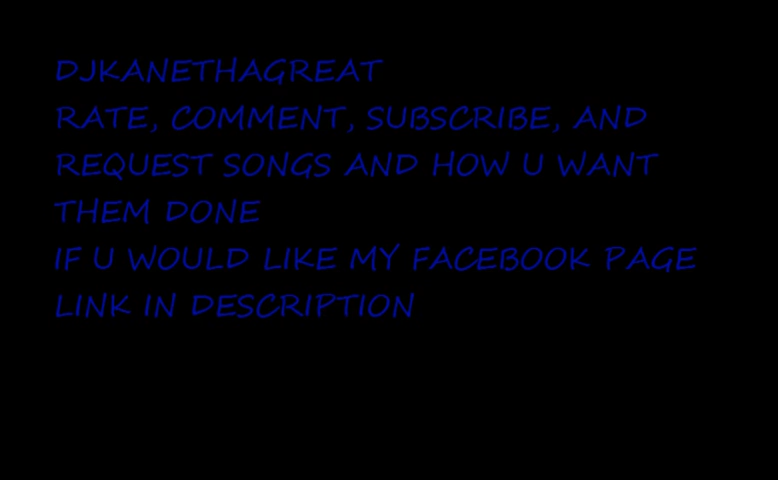 DJKANETHAGREAT
RATE, COMMENT, SUBSCRIBE, AND
REQUEST SONGS AND HOW U WANT
THEM DONE
IF U WOULD LIKE MY FACEBOOK PAGE
LINK IN DESCRIPTION